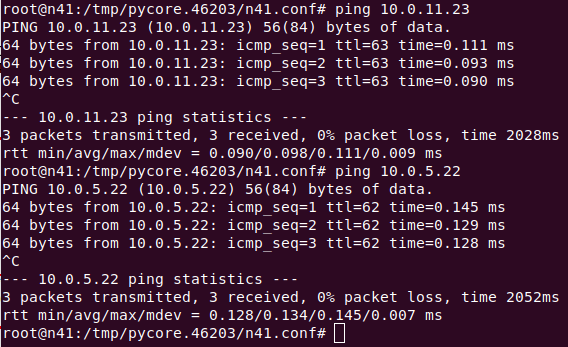 root@n41:/tmp/pycore.46203/n41.conf# ping 10.0.11.23
PING 10.0.11.23 (10.0.11.23) 56(84) bytes of data.
64 bytes from 10.0.11.23: icmp_seq=1 ttl=63 time=0.111 ms
64 bytes from 10.0.11.23: icmp_seq=2 ttl=63 time=0.093 ms
64 bytes from 10.0.11.23: icmp_seq=3 ttl=63 time=0.090 ms
^C
--- 10.0.11.23 ping statistics ---
3 packets transmitted, 3 received, 0% packet loss, time 2028ms
rtt min/avg/max/mdev = 0.090/0.098/0.111/0.009 ms
root@n41:/tmp/pycore.46203/n41.conf# ping 10.0.5.22
PING 10.0.5.22 (10.0.5.22) 56(84) bytes of data.
64 bytes from 10.0.5.22: icmp_seq=1 ttl=62 time=0.145 ms
64 bytes from 10.0.5.22: icmp_seq=2 ttl=62 time=0.129 ms
64 bytes from 10.0.5.22: icmp_seq=3 ttl=62 time=0.128 ms
^C
--- 10.0.5.22 ping statistics ---
3 packets transmitted, 3 received, 0% packet loss, time 2052ms
rtt min/avg/max/mdev = 0.128/0.134/0.145/0.007 ms
root@n41:/tmp/pycore.46203/n41.conf#